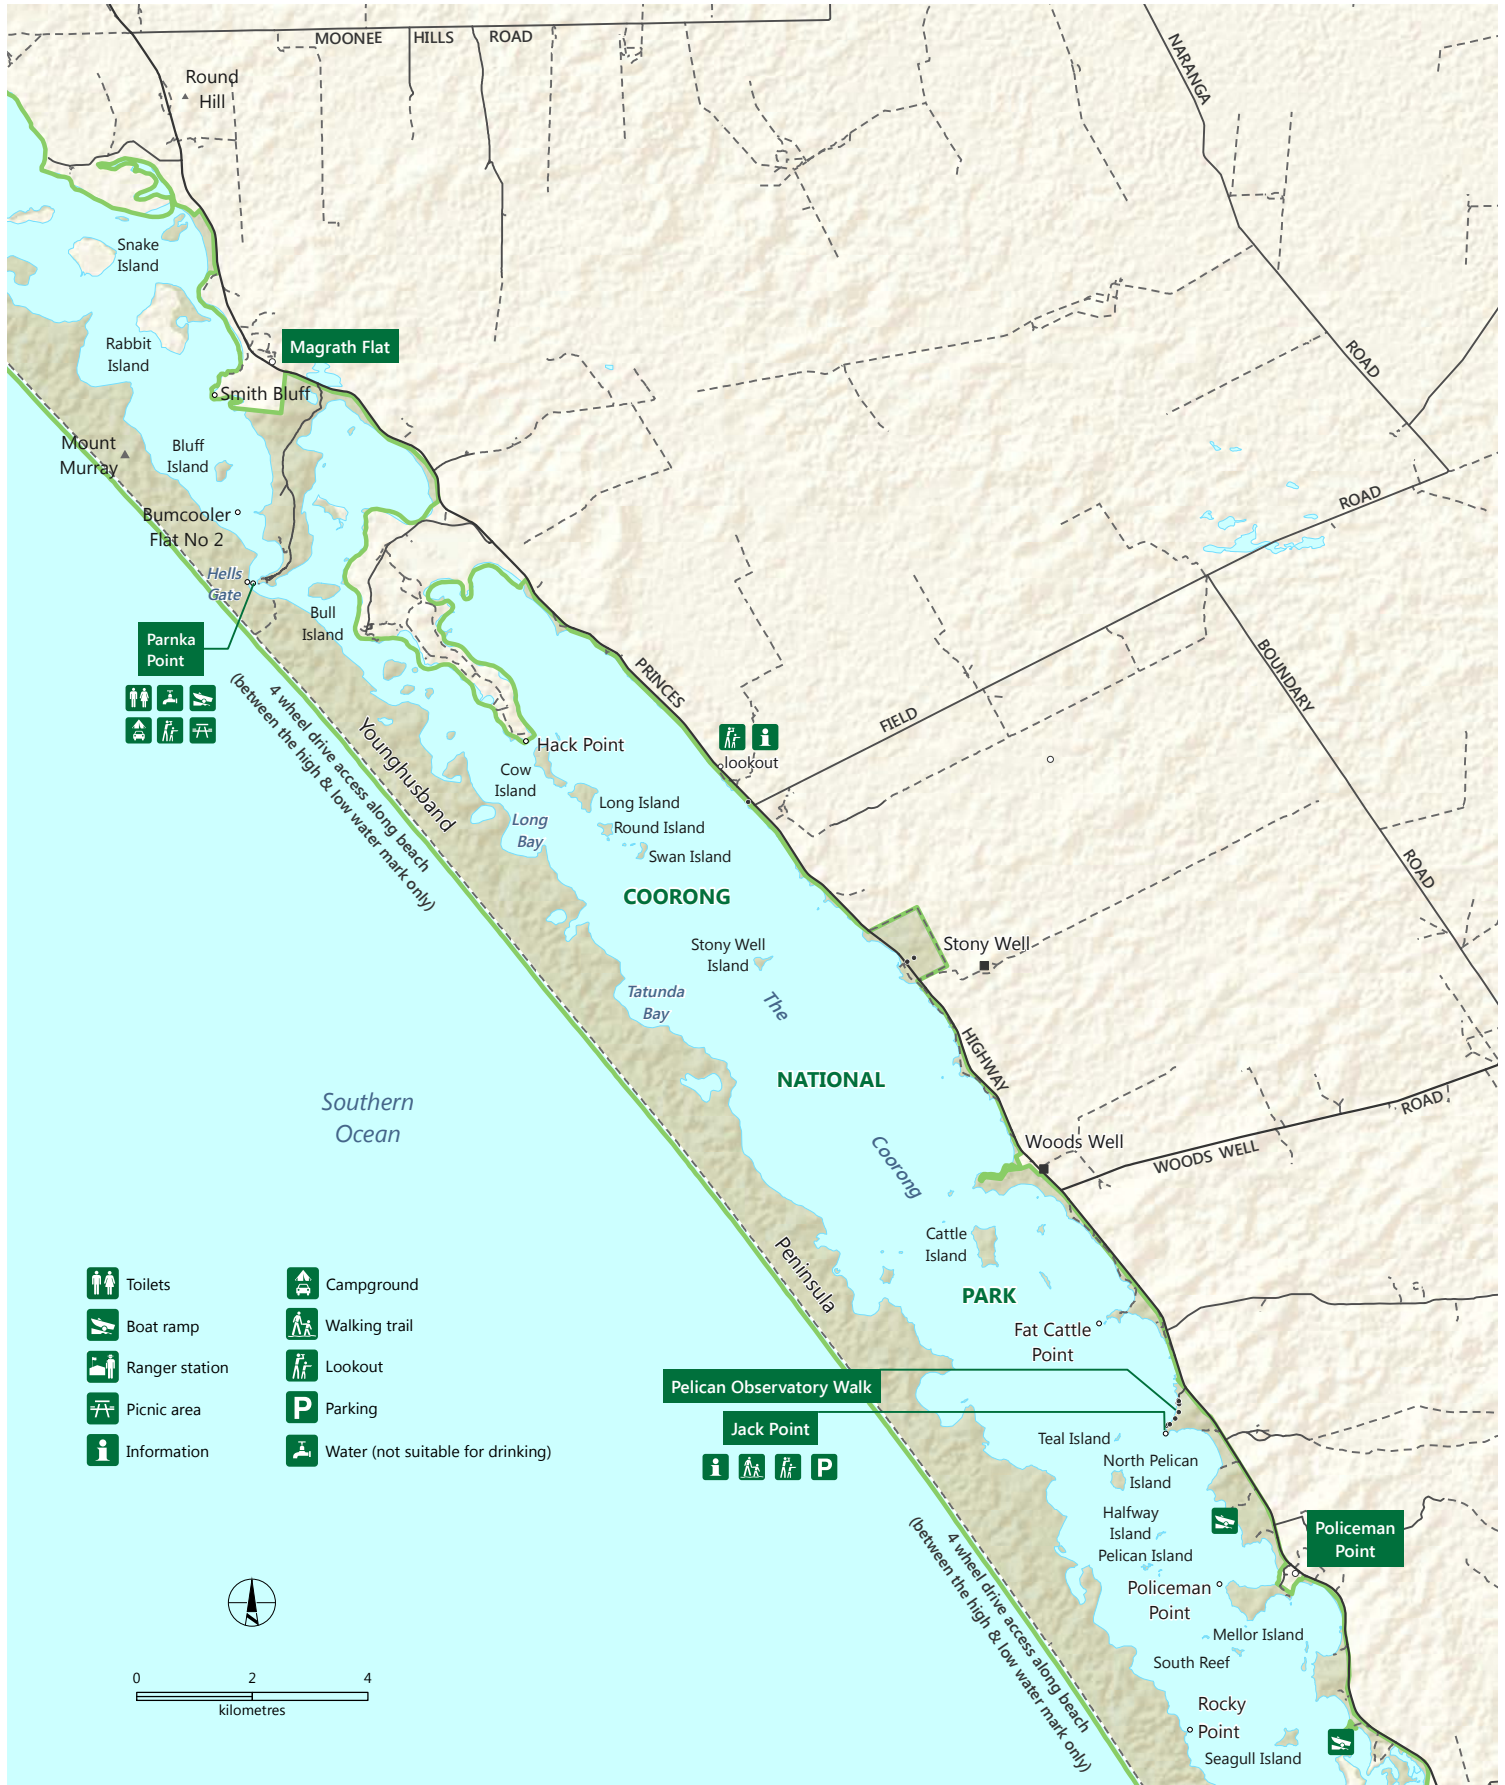 MOONEE HILLS ROAD
NARANGA
Round
Hill
Snake
Island
Rabbit
Island
Magrath Flat
ROAD
Smith Bluff
Mount
Murray
Bluff
Island
Bumcooler
Flat No 2
ROAD
Hells
Gate
Bull
Island
Parnka
Point
PRINCES
BOUNDARY
FIELD
4 wheel drive access along beach
(between the high & low water mark only)
Younghusband
Hack Point
lookout
Cow
Island
Long Island
Long
Bay
Round Island
Swan Island
ROAD
COORONG
Stony Well
Stony Well
Island
Tatunda
Bay
The
HIGHWAY
NATIONAL
Southern
Ocean
ROAD
Woods Well
WOODS WELL
Coorong
Cattle
Island
Peninsula
PARK
Fat Cattle
Point
Pelican Observatory Walk
Jack Point
Teal Island
North Pelican
Island
Halfway
Island
Pelican Island
Policeman
Point
Policeman
Point
4 wheel drive access along beach
(between the high & low water mark only)
Mellor Island
South Reef
Rocky
Point
Seagull Island
Toilets
Boat ramp
Ranger station
Picnic area
Information
Campground
Walking trail
Lookout
P Parking
Water (not suitable for drinking)
P
0 2 4
kilometres